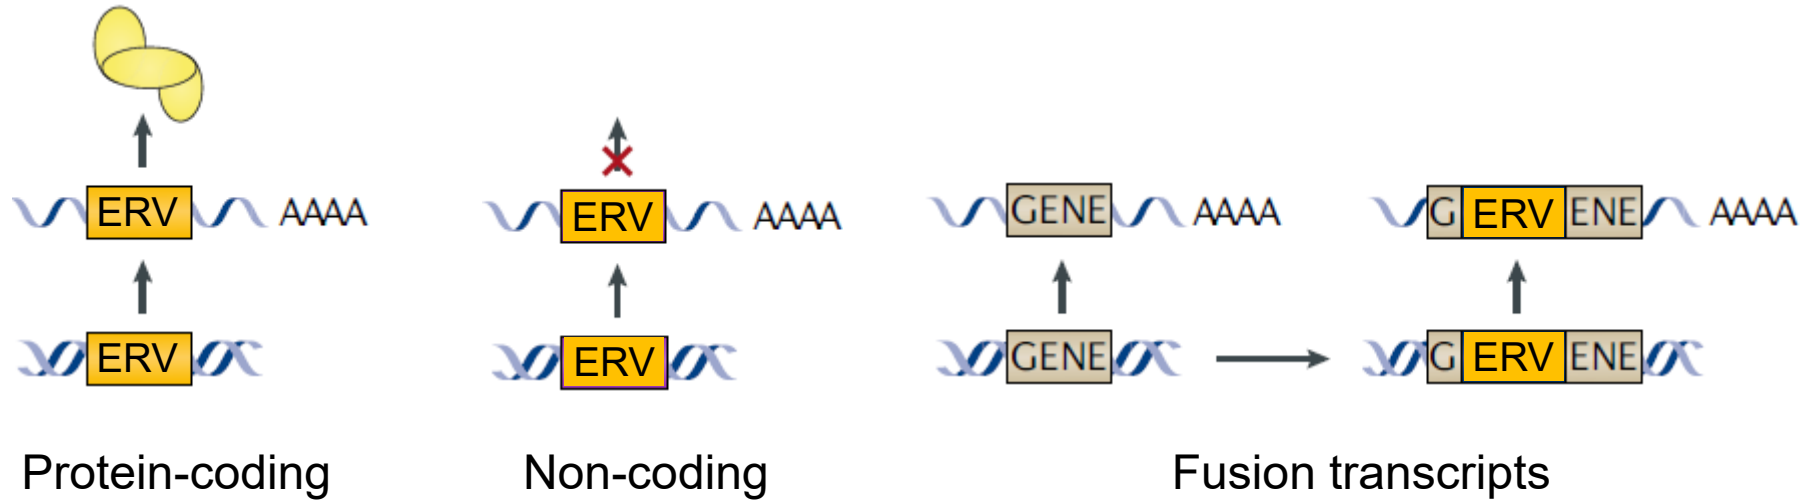 ERV AAAA
ERV AAAA
GENE AAAA
G ERV ENE AAAA
ERV
ERV
GENE
G ERV ENE
Protein-coding
Non-coding
Fusion transcripts